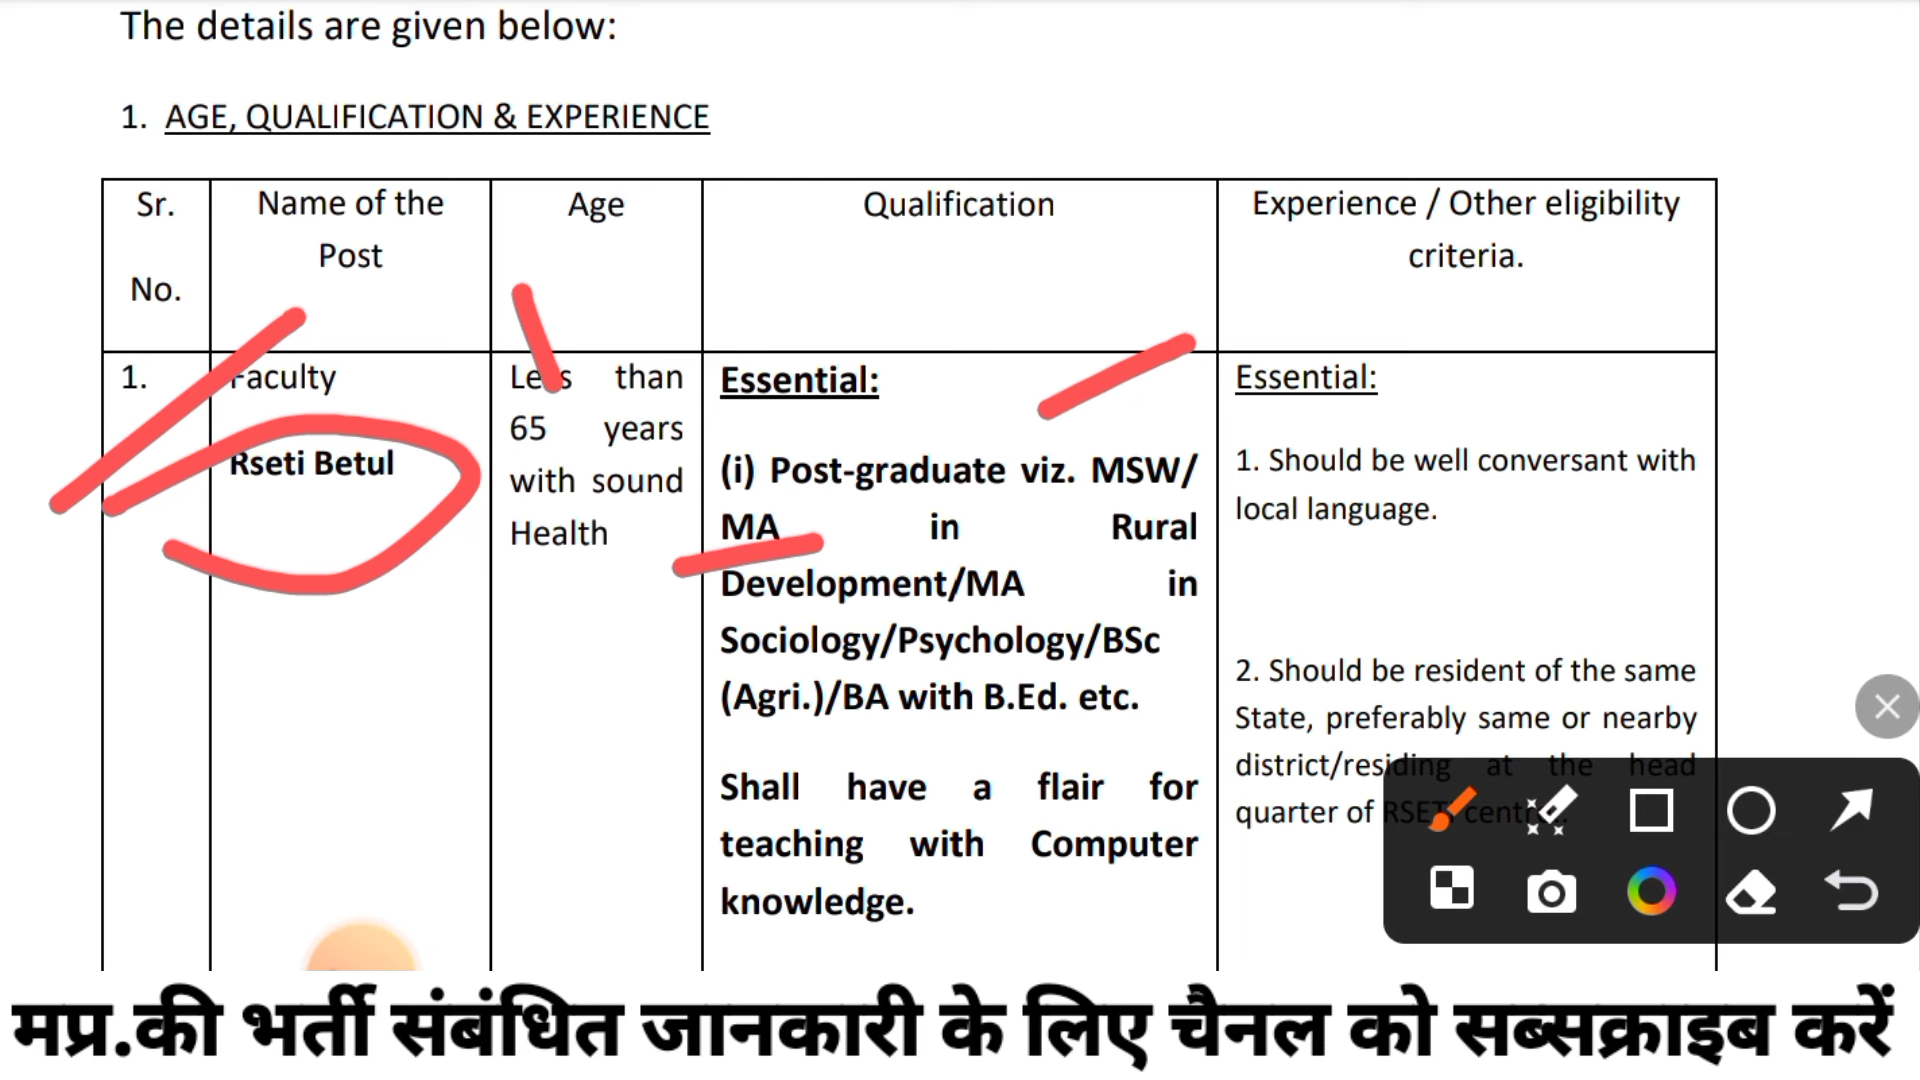 The details are given below:
1. AGE, QUALIFICATION & EXPERIENCE
Sr.
No.
Name of the
Post
Age
Qualification
Experience / Other eligibility
criteria.
1.
Faculty
Rseti Betul
Less than
65 years
with sound
Health
Essential:
(i) Post-graduate viz. MSW/
MA in Rural
Development/MA in
Sociology/Psychology/BSc
(Agri.)/BA with B.Ed. etc.
Shall have a flair for
teaching with Computer
knowledge.
Essential:
1. Should be well conversant with
local language.
2. Should be resident of the same
State, preferably same or nearby
district/residing at the head
quarter of RSETI centre.
मप्र.की भर्ती संबंधित जानकारी के लिए चैनल को सब्सक्राइब करें